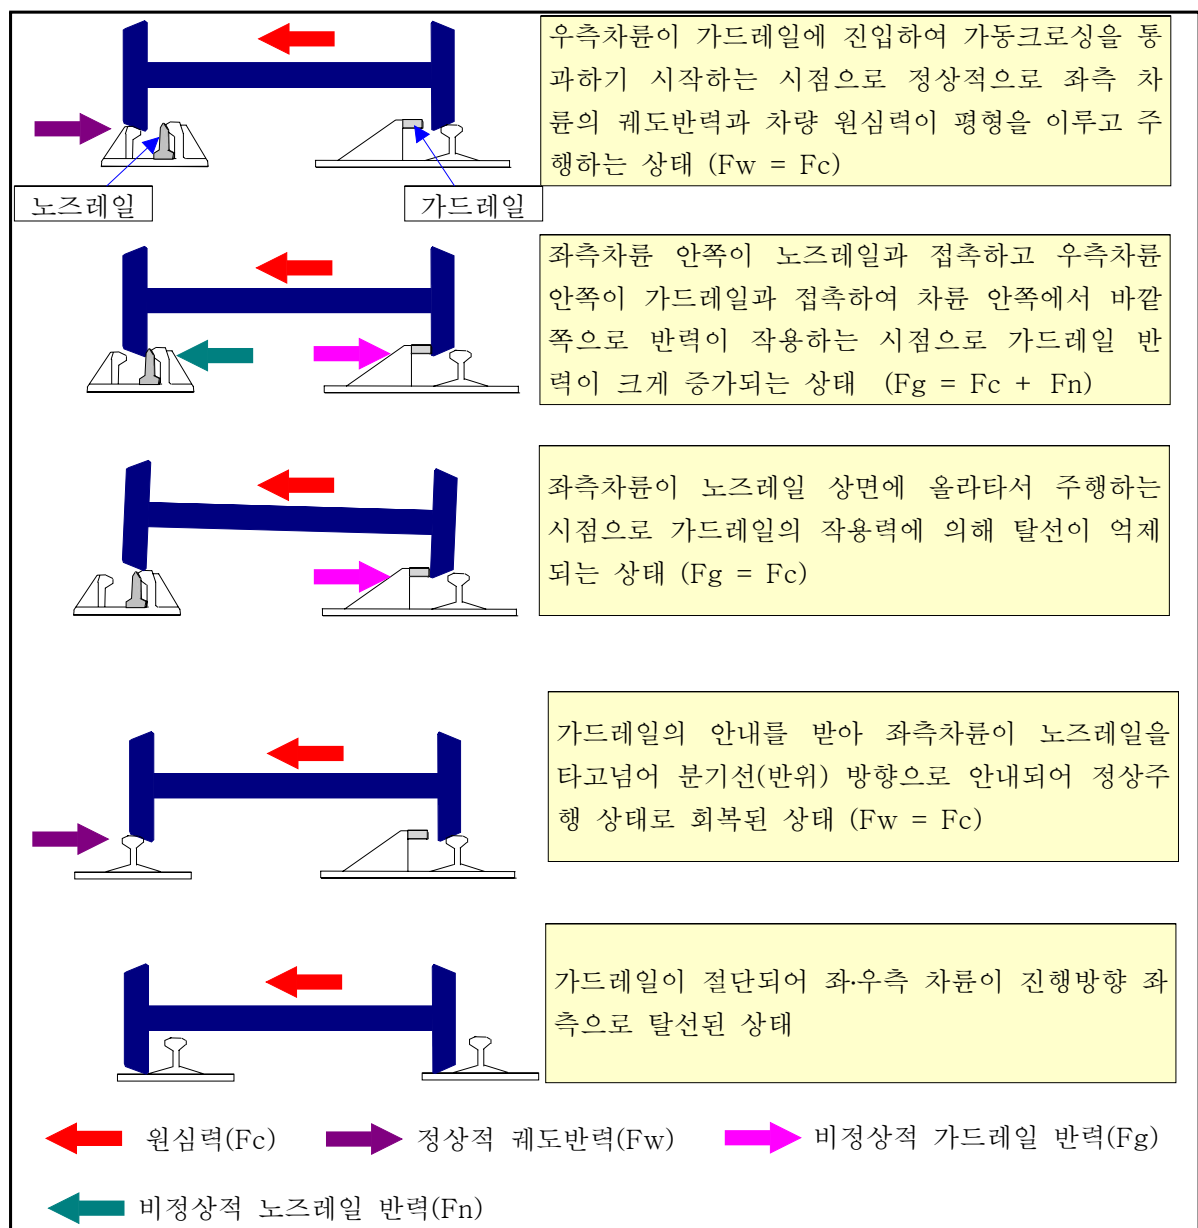 우측차륜이 가드레일에 진입하여 가동크로싱을 통
과하기 시작하는 시점으로 정상적으로 좌측 차
륜의 궤도반력과 차량 원심력이 평형을 이루고 주
행하는 상태 (Fw = Fc)
노즈레일
가드레일
좌측차륜 안쪽이 노즈레일과 접촉하고 우측차륜
안쪽이 가드레일과 접촉하여 차륜 안쪽에서 바깥
쪽으로 반력이 작용하는 시점으로 가드레일 반
력이 크게 증가되는 상태 (Fg = Fc + Fn)
좌측차륜이 노즈레일 상면에 올라타서 주행하는
시점으로 가드레일의 작용력에 의해 탈선이 억제
되는 상태 (Fg = Fc)
가드레일의 안내를 받아 좌측차륜이 노즈레일을
타고넘어 분기선(반위) 방향으로 안내되어 정상주
행 상태로 회복된 상태 (Fw = Fc)
가드레일이 절단되어 좌·우측 차륜이 진행방향 좌
측으로 탈선된 상태
원심력(Fc)
정상적 궤도반력(Fw)
비정상적 가드레일 반력(Fg)
비정상적 노즈레일 반력(Fn)